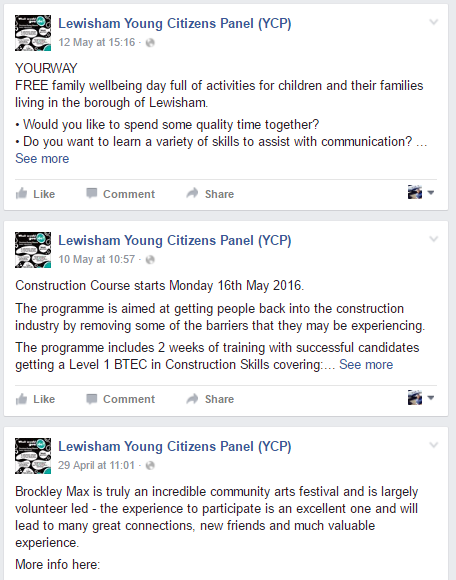 Lewisham Young Citizens Panel (YCP)
12 May at 15:16 ·
YOURWAY
FREE family wellbeing day full of activities for children and their families
living in the borough of Lewisham.
• Would you like to spend some quality time together?
• Do you want to learn a variety of skills to assist with communication? ...
See more
Like Comment Share
Lewisham Young Citizens Panel (YCP)
10 May at 10:57 ·
Construction Course starts Monday 16th May 2016.
The programme is aimed at getting people back into the construction
industry by removing some of the barriers that they may be experiencing.
The programme includes 2 weeks of training with successful candidates
getting a Level 1 BTEC in Construction Skills covering:... See more
Like Comment Share
Lewisham Young Citizens Panel (YCP)
29 April at 11:01 ·
Brockley Max is truly an incredible community arts festival and is largely
volunteer led - the experience to participate is an excellent one and will
lead to many great connections, new friends and much valuable
experience.
More info here: